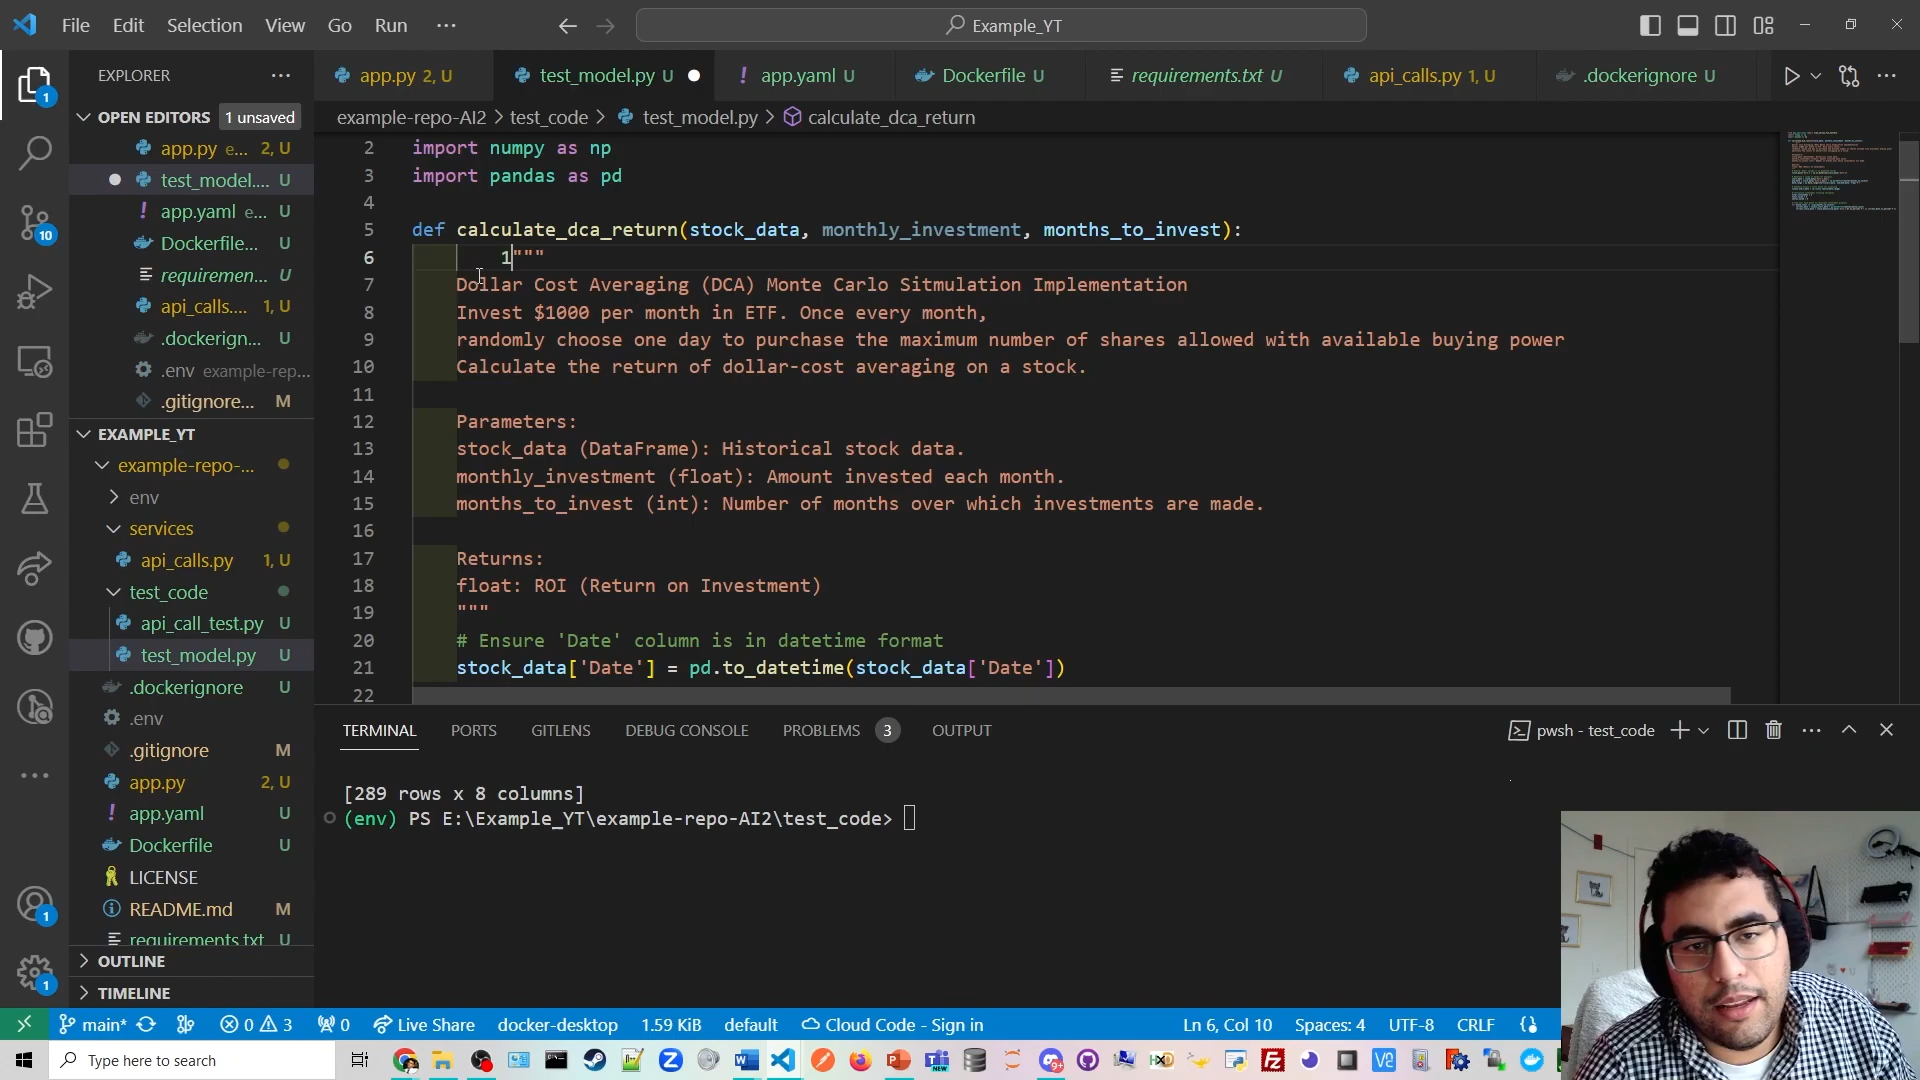 File Edit Selection View Go Run ··· Example_YT
EXPLORER
OPEN EDITORS 1 unsaved
app.py e... 2, U
test_model.... U
app.yaml e... U
Dockerfile... U
requiremen... U
api_calls.... 1, U
.dockerign... U
.env example-rep...
.gitignore... M
EXAMPLE_YT
example-repo-...
env
services
api_calls.py 1, U
test_code
api_call_test.py U
test_model.py U
.dockerignore U
.env
.gitignore M
app.py 2, U
app.yaml U
Dockerfile U
LICENSE
README.md M
requirements.txt U
OUTLINE
TIMELINE
app.py 2, U test_model.py U app.yaml U Dockerfile U requirements.txt U api_calls.py 1, U .dockerignore U
example-repo-AI2 > test_code > test_model.py > calculate_dca_return
2 import numpy as np
3 import pandas as pd
4
5 def calculate_dca_return(stock_data, monthly_investment, months_to_invest):
6 1"""
7 Dollar Cost Averaging (DCA) Monte Carlo Sitmulation Implementation
8 Invest $1000 per month in ETF. Once every month,
9 randomly choose one day to purchase the maximum number of shares allowed with available buying power
10 Calculate the return of dollar-cost averaging on a stock.
11
12 Parameters:
13 stock_data (DataFrame): Historical stock data.
14 monthly_investment (float): Amount invested each month.
15 months_to_invest (int): Number of months over which investments are made.
16
17 Returns:
18 float: ROI (Return on Investment)
19 """
20 # Ensure 'Date' column is in datetime format
21 stock_data['Date'] = pd.to_datetime(stock_data['Date'])
22
TERMINAL PORTS GITLENS DEBUG CONSOLE PROBLEMS 3 OUTPUT pwsh - test_code
[289 rows x 8 columns]
(env) PS E:\Example_YT\example-repo-AI2\test_code>
main* 0 3 0 Live Share docker-desktop 1.59 KiB default Cloud Code - Sign in Ln 6, Col 10 Spaces: 4 UTF-8 CRLF
Type here to search